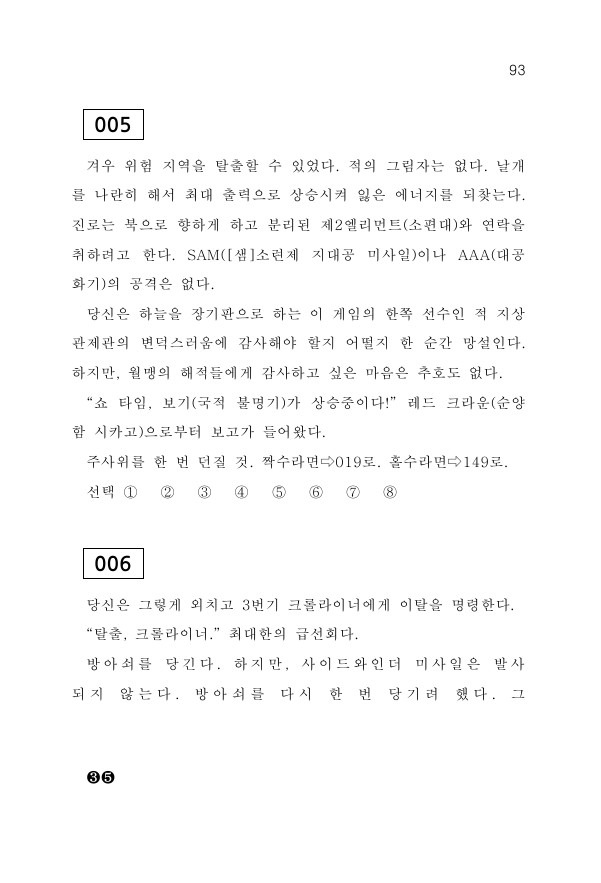 93
005
겨우 위험 지역을 탈출할 수 있었다. 적의 그림자는 없다. 날개
를 나란히 해서 최대 출력으로 상승시켜 잃은 에너지를 되찾는다.
진로는 북으로 향하게 하고 분리된 제2엘리먼트(소편대)와 연락을
취하려고 한다. SAM([샘]소련제 지대공 미사일)이나 AAA(대공
화기)의 공격은 없다.
당신은 하늘을 장기판으로 하는 이 게임의 한쪽 선수인 적 지상
관제관의 변덕스러움에 감사해야 할지 어떨지 한 순간 망설인다.
하지만, 월맹의 해적들에게 감사하고 싶은 마음은 추호도 없다.
“쇼 타임, 보기(국적 불명기)가 상승중이다!” 레드 크라운(순양
함 시카고)으로부터 보고가 들어왔다.
주사위를 한 번 던질 것. 짝수라면⇨019로. 홀수라면⇨149로.
선택 ① ② ③ ④ ⑤ ⑥ ⑦ ⑧
006
당신은 그렇게 외치고 3번기 크롤라이너에게 이탈을 명령한다.
“탈출, 크롤라이너.” 최대한의 급선회다.
방아쇠를 당긴다. 하지만, 사이드와인더 미사일은 발사
되지 않는다. 방아쇠를 다시 한 번 당기려 했다. 그
❸❺